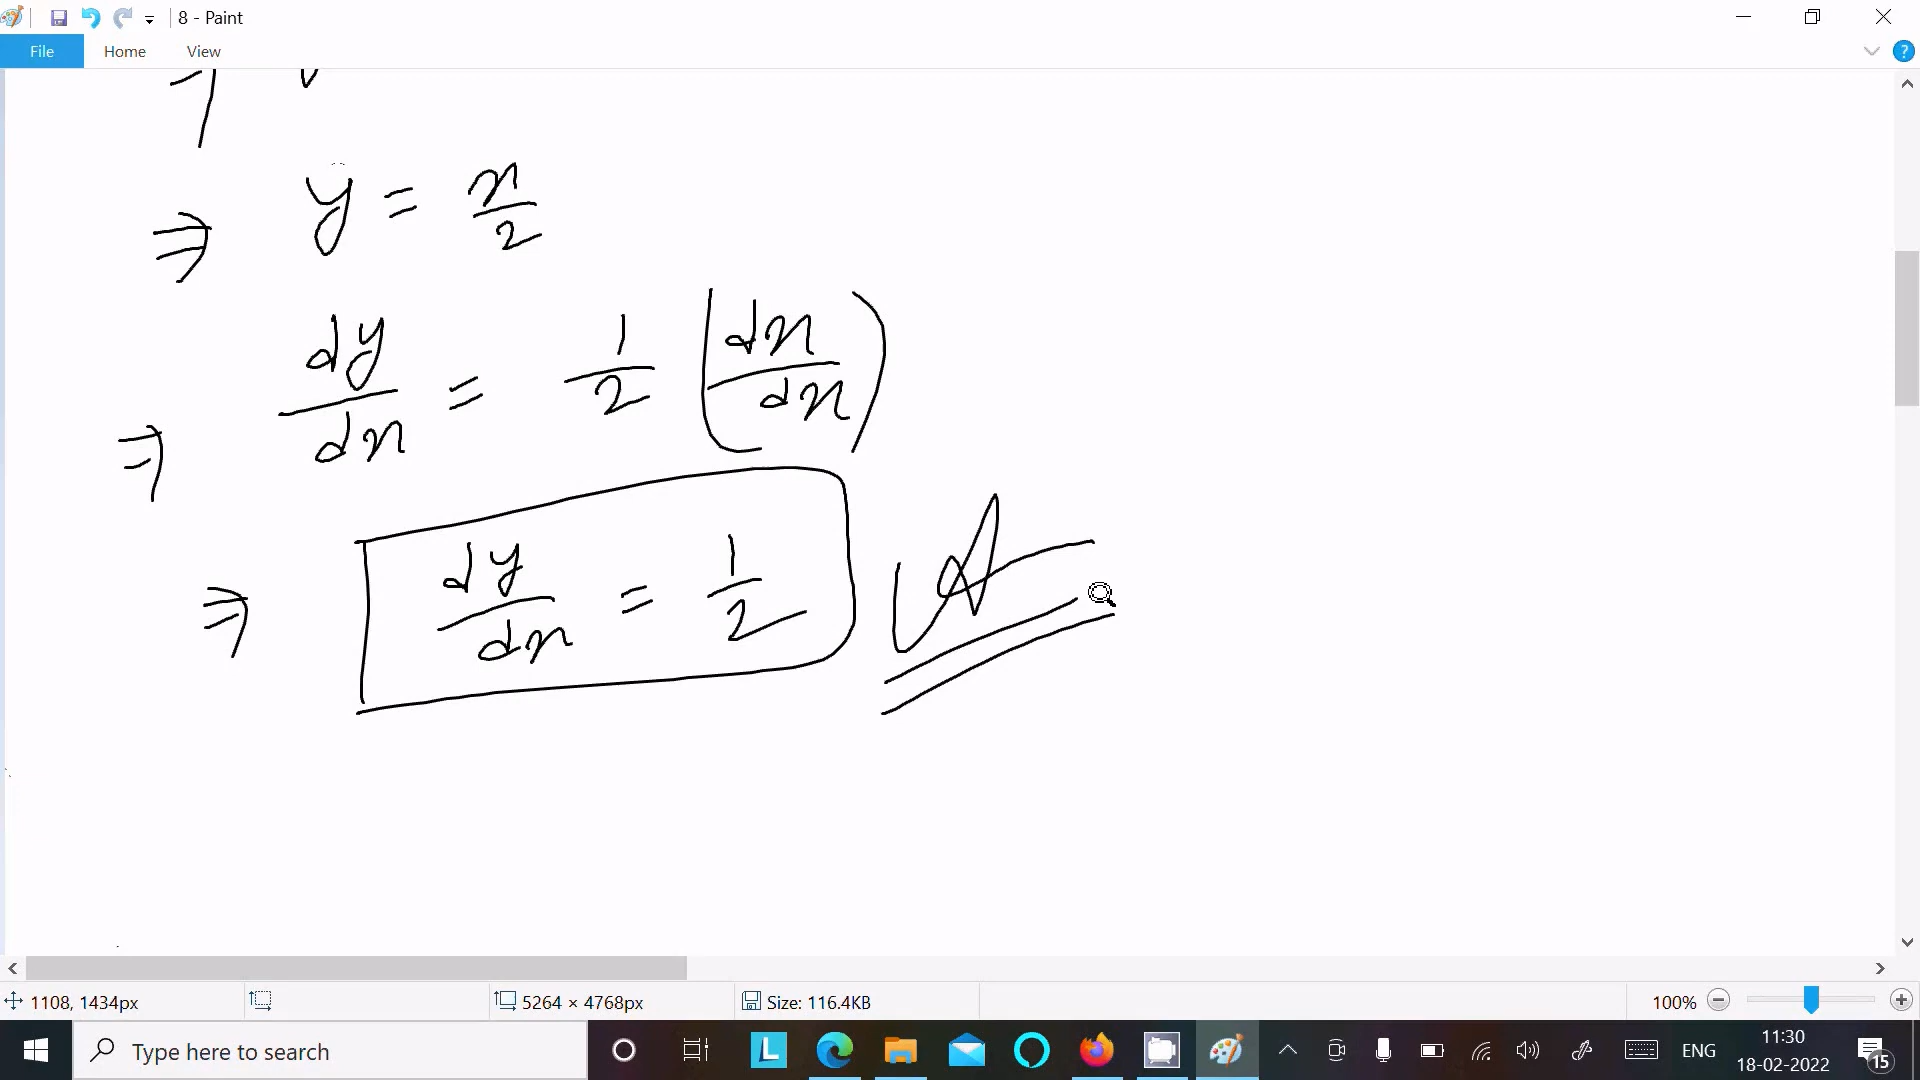 8 - Paint
File Home View
⇒
⇒ y = x/2
⇒ dy/dx = 1/2 (dx/dx)
⇒ dy/dx = 1/2
1108, 1434px 5264 × 4768px Size: 116.4KB 100%
Type here to search L ENG 11:30
18-02-2022 15